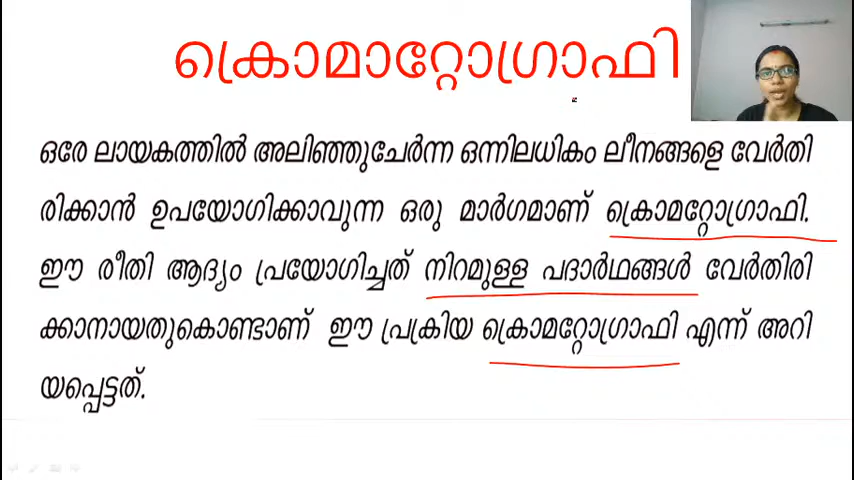 ക്രൊമാറ്റോഗ്രാഫി
ഒരേ ലായകത്തിൽ അലിഞ്ഞുചേർന്ന ഒന്നിലധികം ലീനങ്ങളെ വേർതി
രിക്കാൻ ഉപയോഗിക്കാവുന്ന ഒരു മാർഗമാണ് ക്രൊമറ്റോഗ്രാഫി.
ഈ രീതി ആദ്യം പ്രയോഗിച്ചത് നിറമുള്ള പദാർഥങ്ങൾ വേർതിരി
ക്കാനായതുകൊണ്ടാണ് ഈ പ്രക്രിയ ക്രൊമറ്റോഗ്രാഫി എന്ന് അറി
യപ്പെട്ടത്.